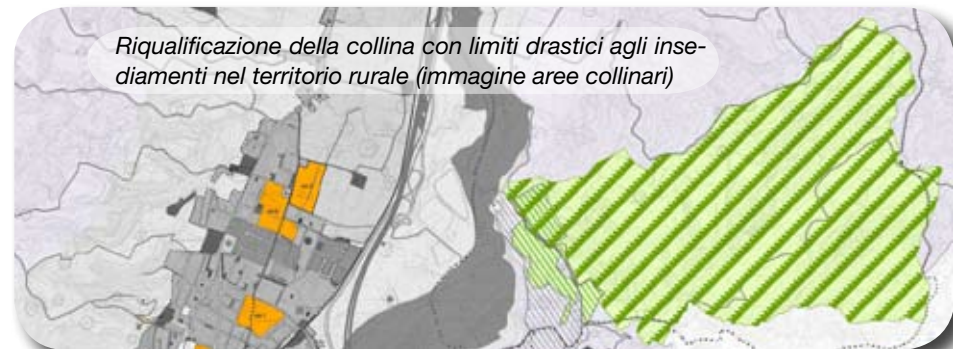 Riqualificazione della collina con limiti drastici agli inse-
diamenti nel territorio rurale (immagine aree collinari)